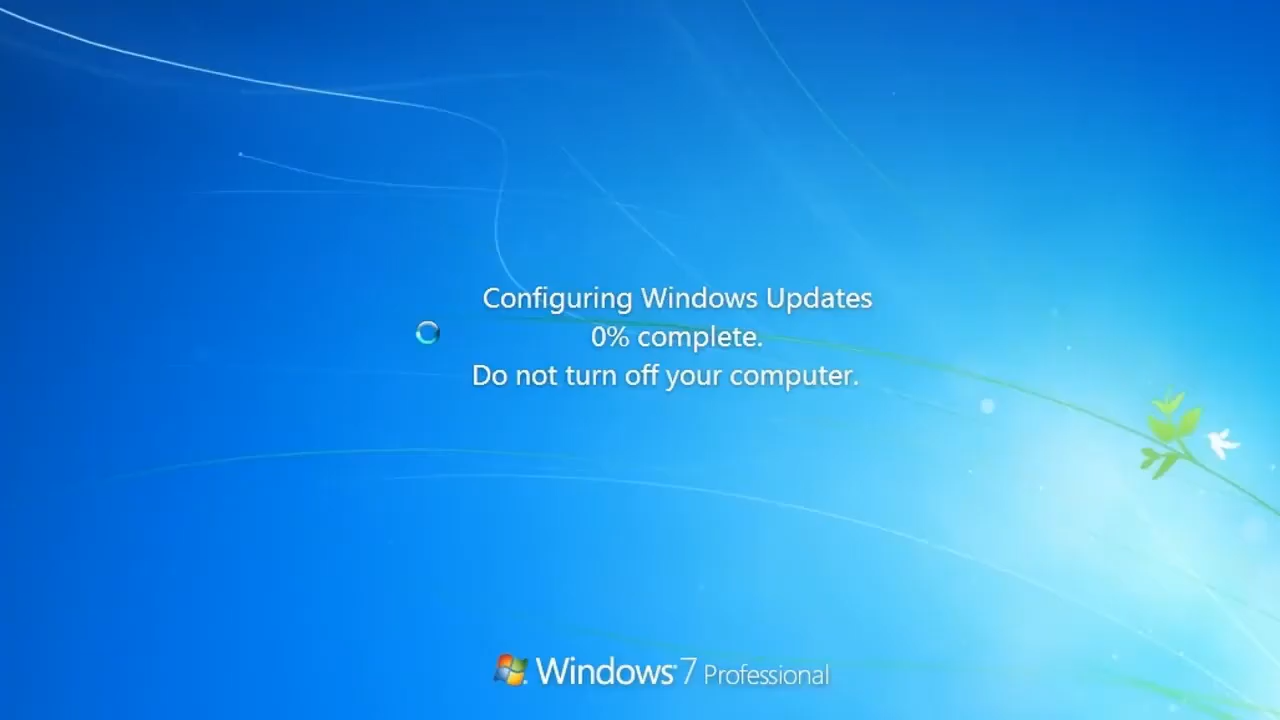 Configuring Windows Updates
0% complete.
Do not turn off your computer.
Windows 7 Professional